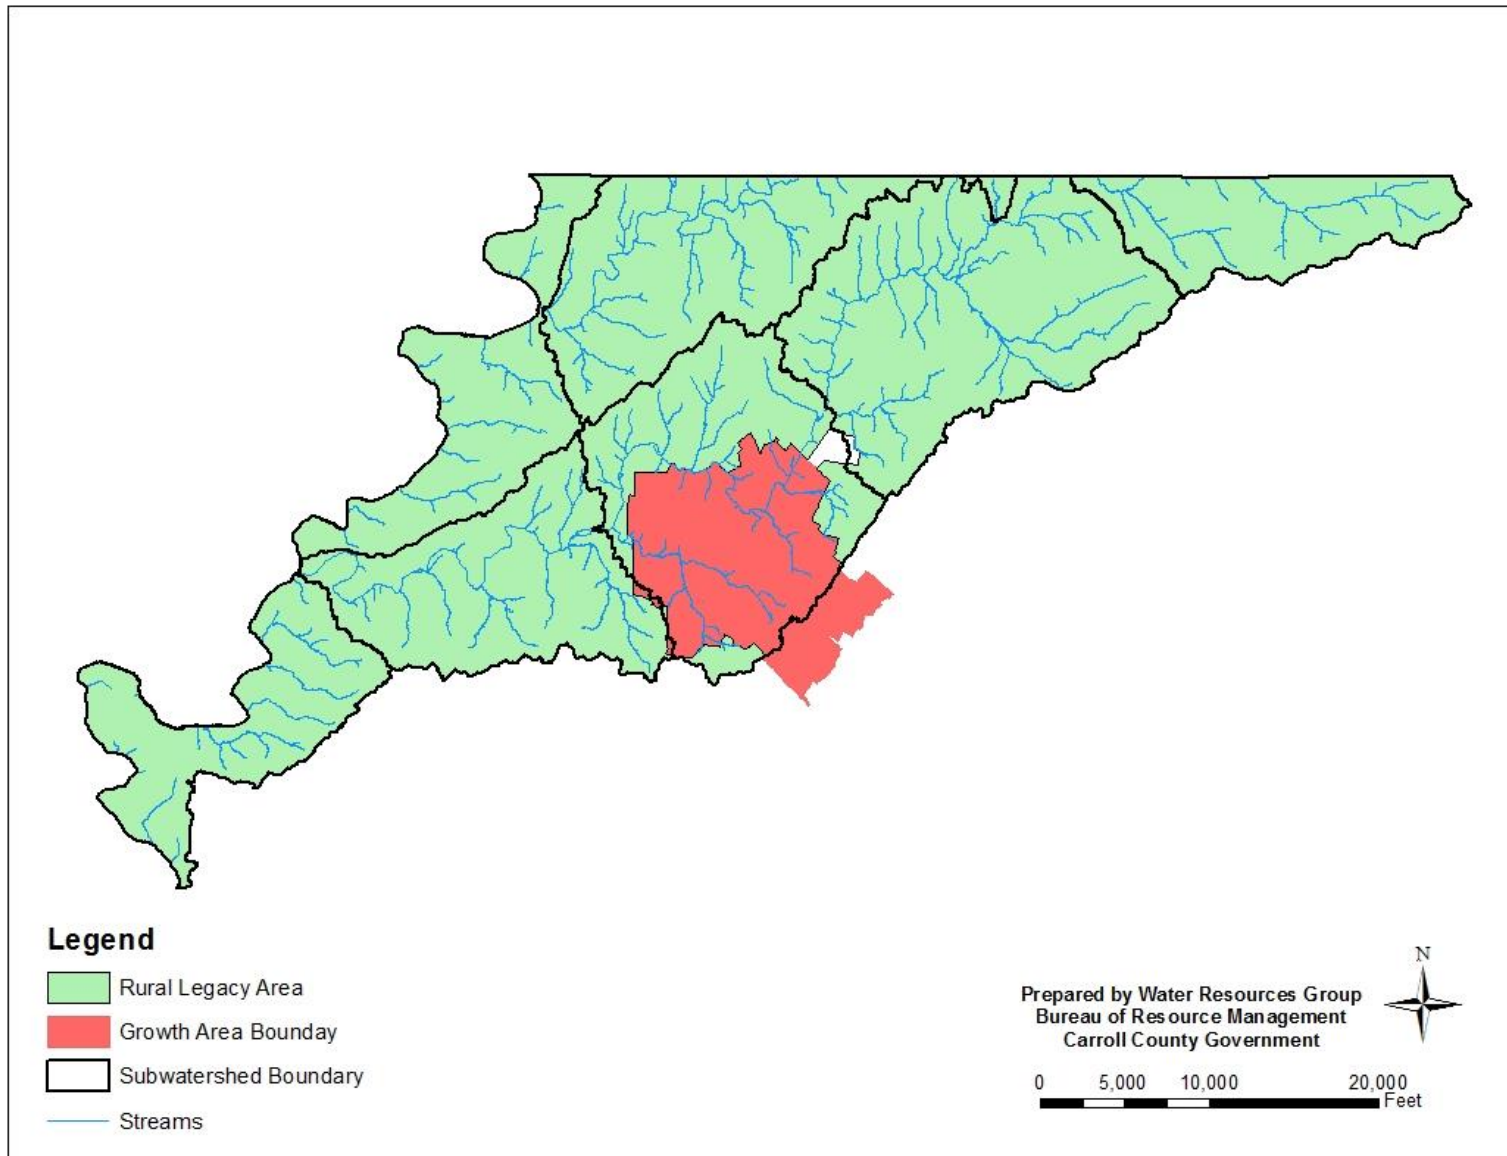 Legend
Rural Legacy Area
Growth Area Bounday
Subwatershed Boundary
Streams
N
Prepared by Water Resources Group
Bureau of Resource Management
Carroll County Government
0 5,000 10,000 20,000
Feet